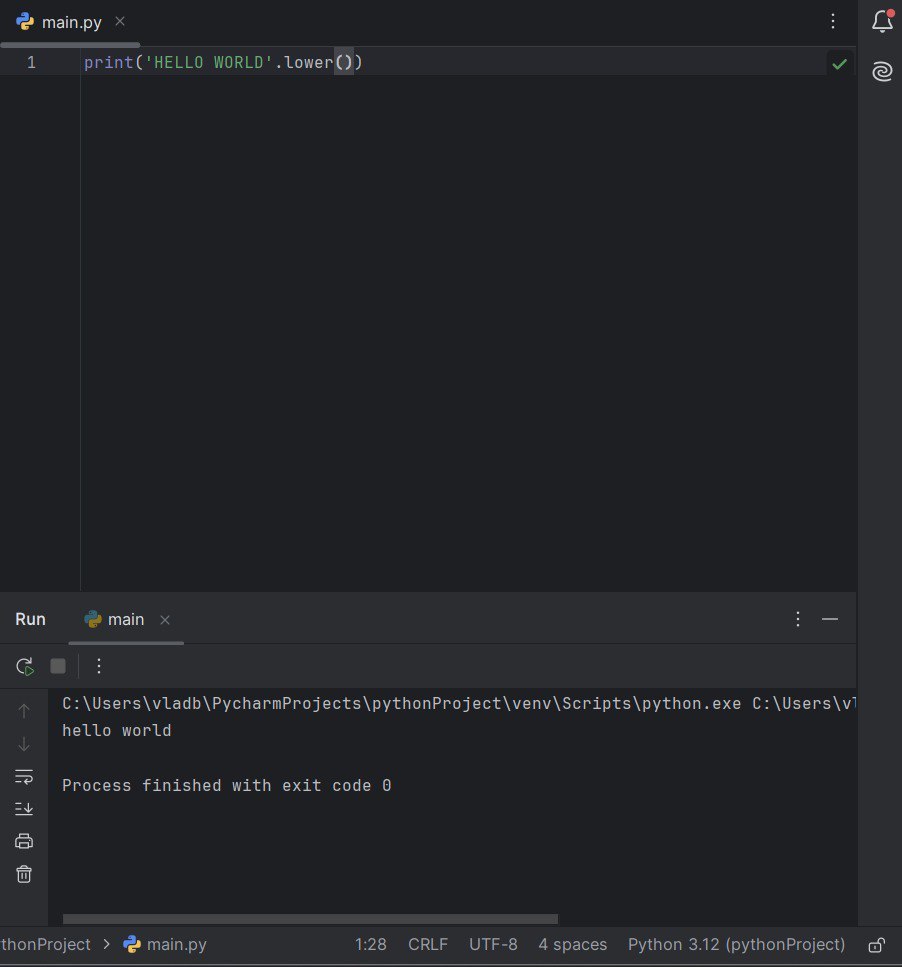 main.py
1 print('HELLO WORLD'.lower())
Run main
C:\Users\vladb\PycharmProjects\pythonProject\venv\Scripts\python.exe C:\Users\vl
hello world
Process finished with exit code 0
thonProject > main.py 1:28 CRLF UTF-8 4 spaces Python 3.12 (pythonProject)